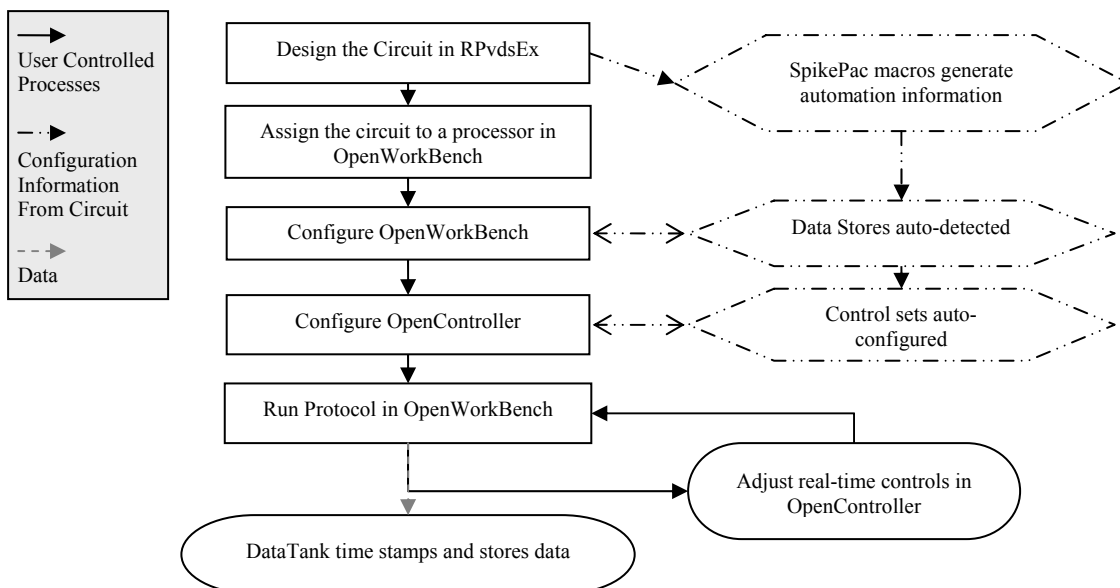 User Controlled
Processes
Configuration
Information
From Circuit
Data
Design the Circuit in RPvdsEx
SpikePac macros generate
automation information
Assign the circuit to a processor in
OpenWorkBench
Configure OpenWorkBench
Data Stores auto-detected
Configure OpenController
Control sets auto-
configured
Run Protocol in OpenWorkBench
Adjust real-time controls in
OpenController
DataTank time stamps and stores data